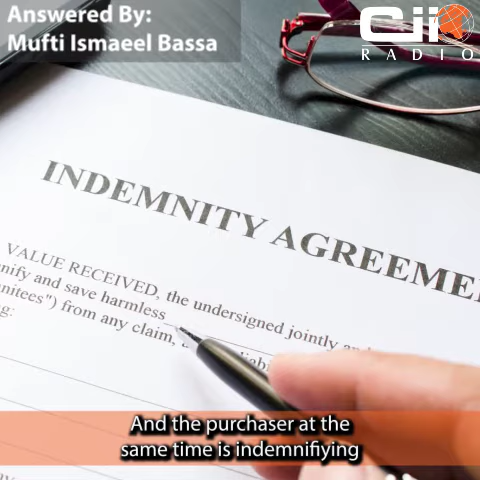 Answered By:
Mufti Ismaeel Bassa
Cii
RADIO
INDEMNITY AGREEME
VALUE RECEIVED, the undersigned jointly
nify and save harmless
nitees") from any claim,
g:
And the purchaser at the
same time is indemnifiying